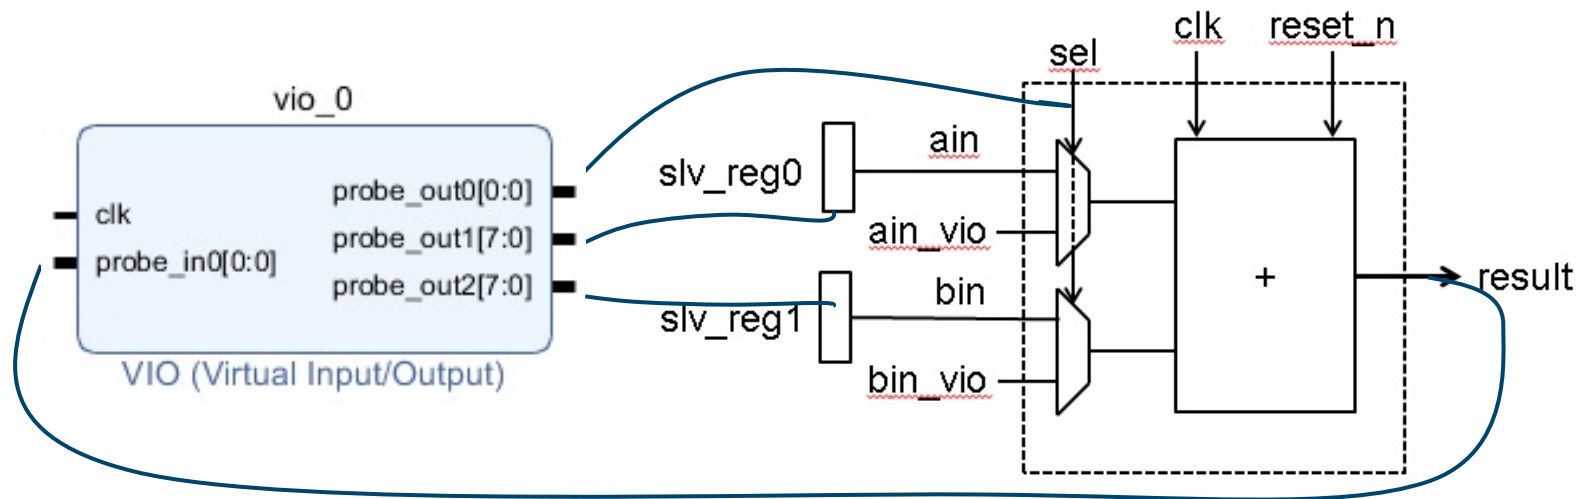 vio_0
clk
probe_in0[0:0]
probe_out0[0:0]
probe_out1[7:0]
probe_out2[7:0]
VIO (Virtual Input/Output)
slv_reg0
slv_reg1
ain
ain_vio
bin
bin_vio
sel
clk
reset_n
+
result